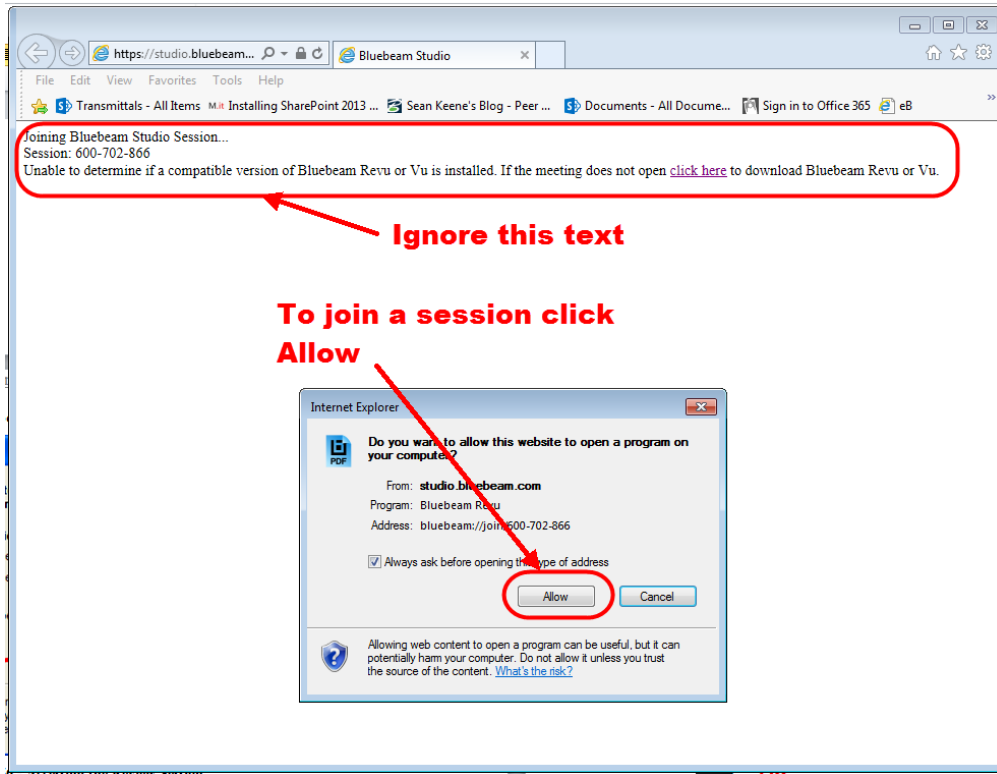 https://studio.bluebeam...
Bluebeam Studio
File Edit View Favorites Tools Help
Transmittals - All Items M.it Installing SharePoint 2013 ... Sean Keene's Blog - Peer ... Documents - All Docume... Sign in to Office 365 eB
Joining Bluebeam Studio Session...
Session: 600-702-866
Unable to determine if a compatible version of Bluebeam Revu or Vu is installed. If the meeting does not open click here to download Bluebeam Revu or Vu.
Ignore this text
To join a session click
Allow
Internet Explorer
PDF
Do you want to allow this website to open a program on
your computer?
From: studio.bluebeam.com
Program: Bluebeam Revu
Address: bluebeam://join/600-702-866
Always ask before opening this type of address
Allow Cancel
Allowing web content to open a program can be useful, but it can
potentially harm your computer. Do not allow it unless you trust
the source of the content. What's the risk?